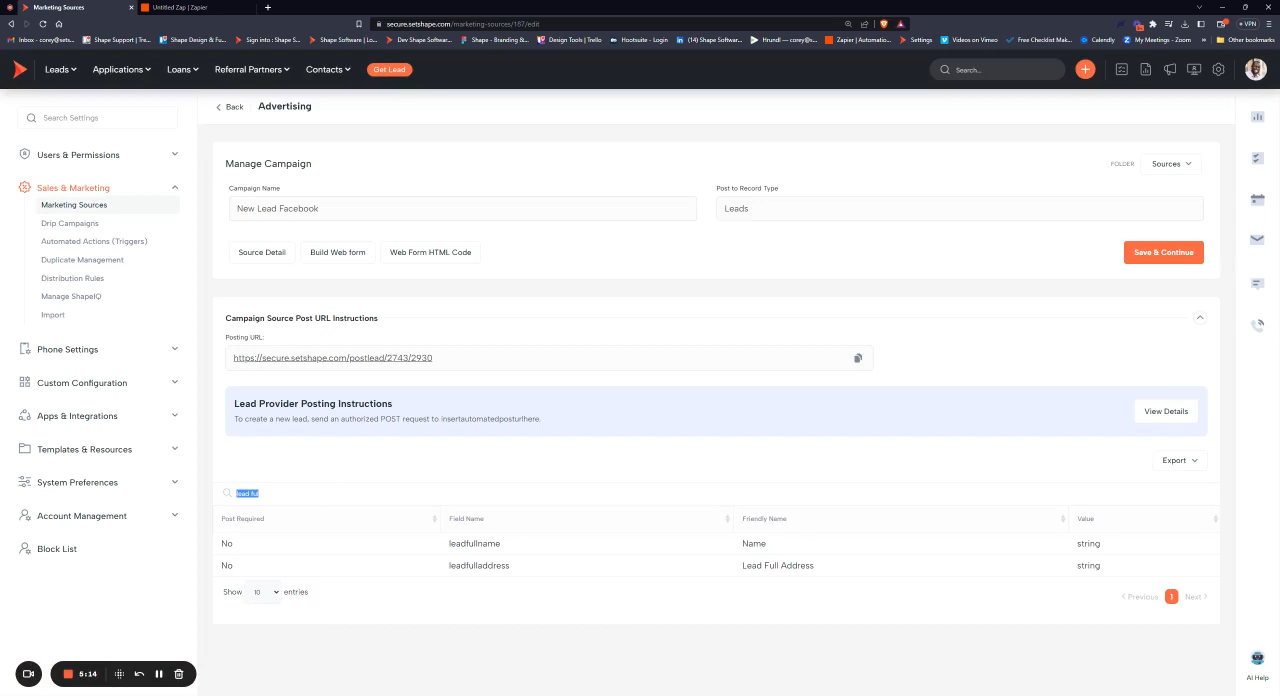 Marketing Sources
Untitled Zap | Zapier
secure.setshape.com/marketing-sources/187/edit
VPN
Inbox - corey@sets...
Shape Support | Tre...
Shape Design & Fu...
Sign into : Shape S...
Shape Software | Lo...
Dev Shape Softwar...
Shape - Branding &...
Design Tools | Trello
Hootsuite - Login
(14) Shape Softwar...
Hrundl — corey@s...
Zapier | Automatio...
Settings
Videos on Vimeo
Free Checklist Mak...
Calendly
My Meetings - Zoom
»
Other bookmarks
Leads
Applications
Loans
Referral Partners
Contacts
Get Lead
Search...
Back
Advertising
Search Settings
Users & Permissions
Sales & Marketing
Marketing Sources
Drip Campaigns
Automated Actions (Triggers)
Duplicate Management
Distribution Rules
Manage ShapeIQ
Import
Phone Settings
Custom Configuration
Apps & Integrations
Templates & Resources
System Preferences
Account Management
Block List
Manage Campaign
FOLDER
Sources
Campaign Name
Post to Record Type
New Lead Facebook
Leads
Source Detail
Build Web form
Web Form HTML Code
Save & Continue
Campaign Source Post URL Instructions
Posting URL:
https://secure.setshape.com/postlead/2743/2930
Lead Provider Posting Instructions
To create a new lead, send an authorized POST request to insertautomatedposturlhere.
View Details
Export
lead ful
Post Required
Field Name
Friendly Name
Value
No
leadfullname
Name
string
No
leadfulladdress
Lead Full Address
string
Show
10
entries
Previous
1
Next
5:14
AI Help